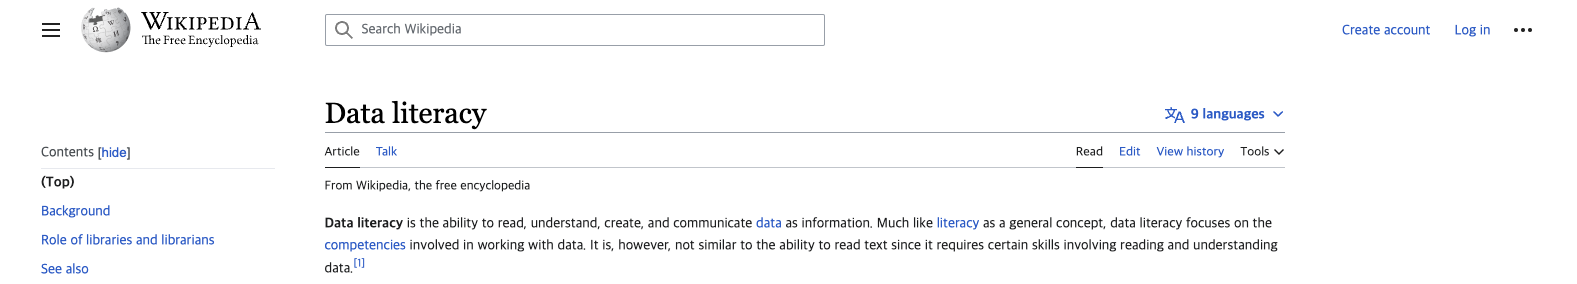 WIKIPEDIA
The Free Encyclopedia
Search Wikipedia
Create account
Log in
Contents [hide]
(Top)
Background
Role of libraries and librarians
See also
Data literacy
9 languages
Article Talk
Read Edit View history Tools
From Wikipedia, the free encyclopedia
Data literacy is the ability to read, understand, create, and communicate data as information. Much like literacy as a general concept, data literacy focuses on the
competencies involved in working with data. It is, however, not similar to the ability to read text since it requires certain skills involving reading and understanding
data.[1]